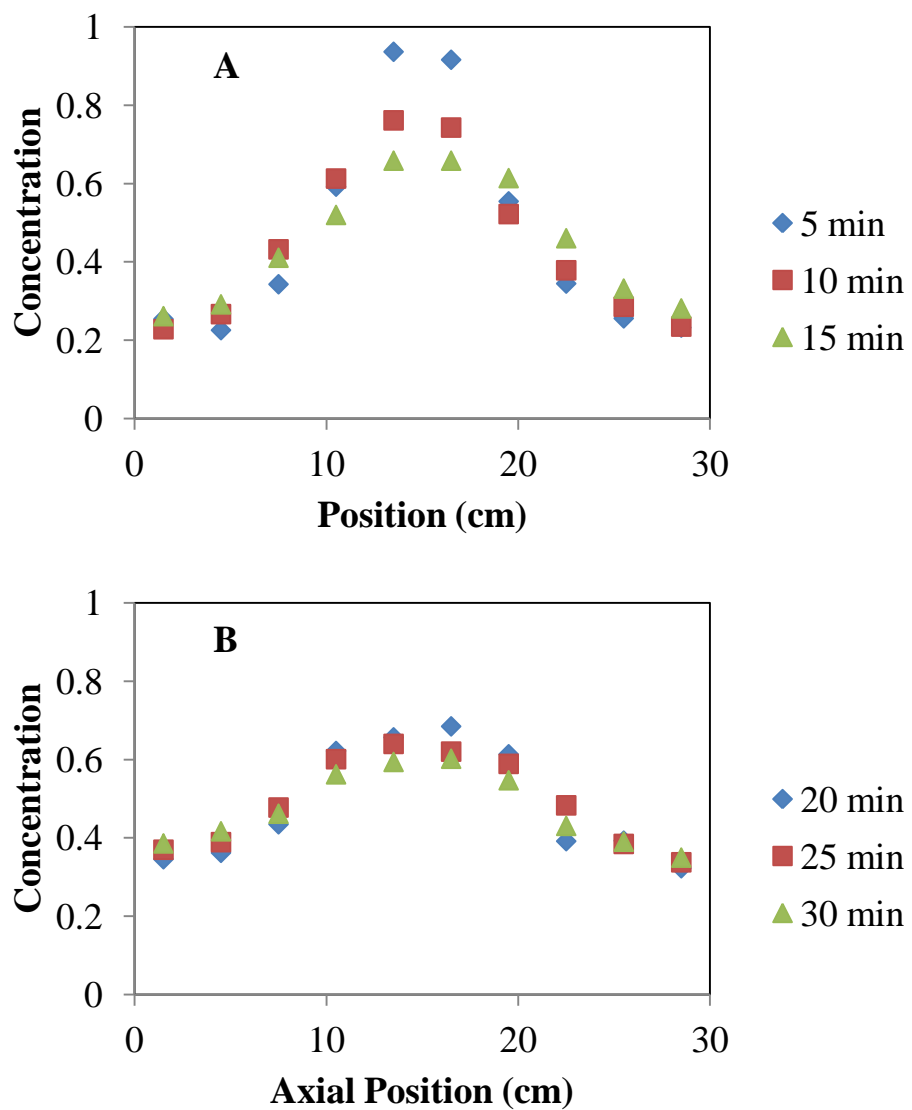 1
A
0.8
0.6
0.4
0.2
0
Concentration
0
10
20
30
Position (cm)
5 min
10 min
15 min
1
B
0.8
0.6
0.4
0.2
0
Concentration
0
10
20
30
Axial Position (cm)
20 min
25 min
30 min